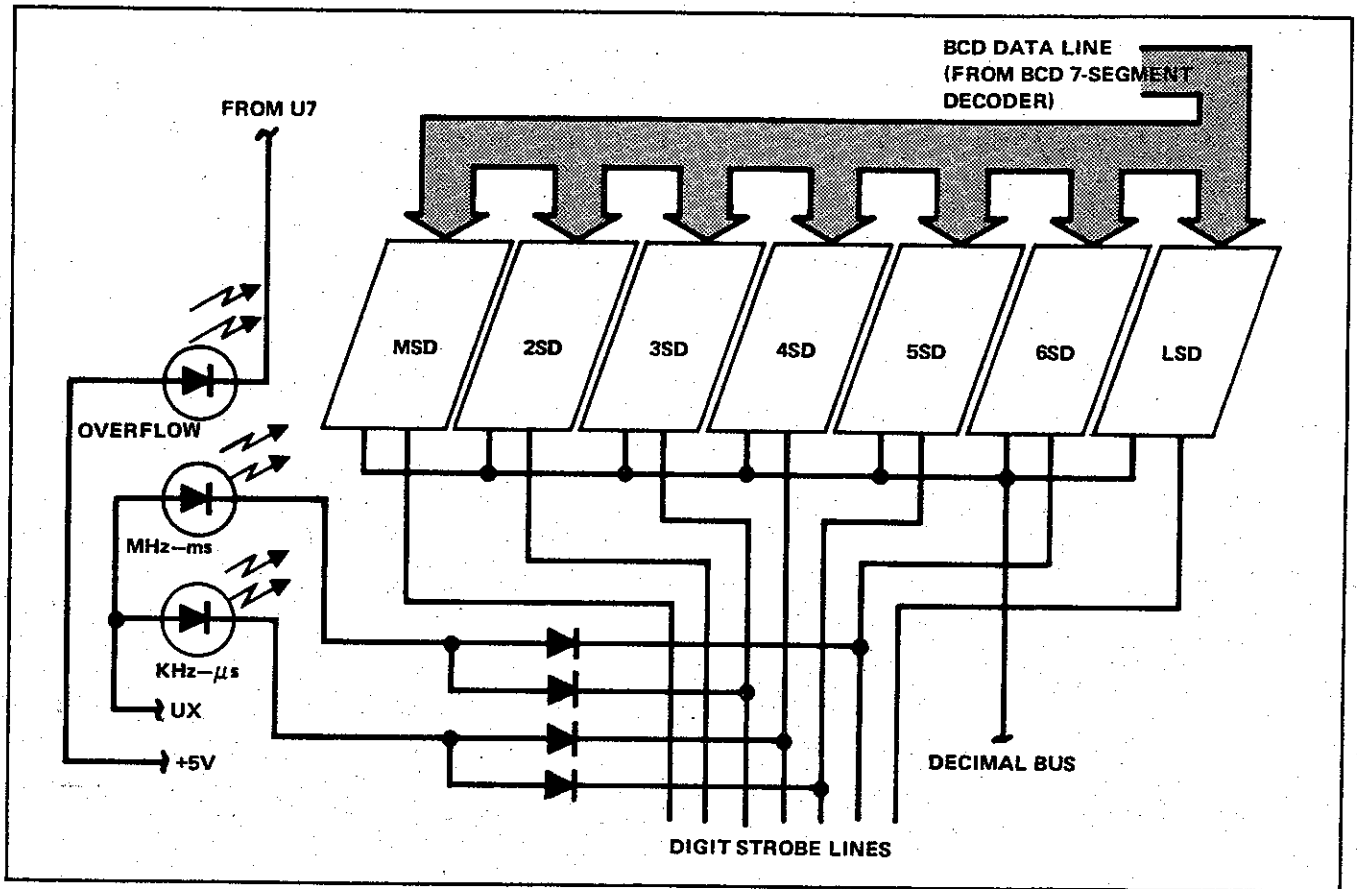 BCD DATA LINE
(FROM BCD 7-SEGMENT
DECODER)
FROM U7
MSD
2SD
3SD
4SD
5SD
6SD
LSD
OVERFLOW
MHz–ms
KHz–μs
UX
+5V
DECIMAL BUS
DIGIT STROBE LINES